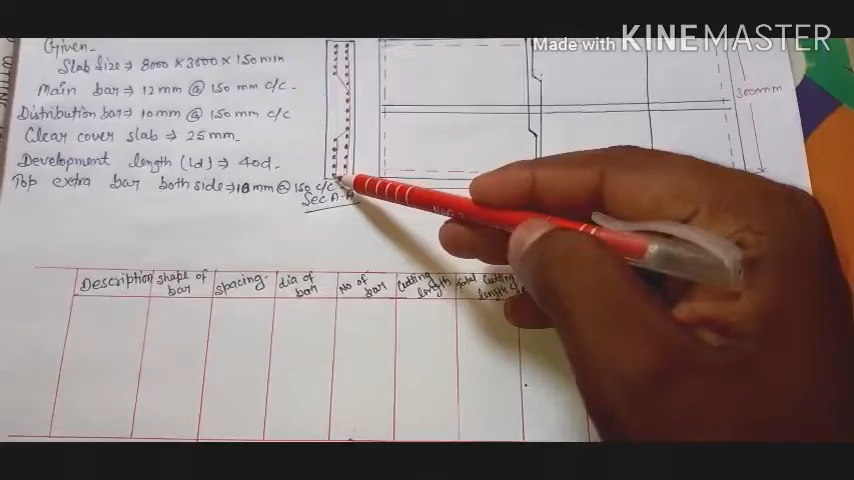 Made with KINEMASTER
Given-
Slab size → 8000 × 3000 × 150 mm
Main bar → 12 mm @ 150 mm c/c -
Distribution bar → 10 mm @ 150 mm c/c
Clear cover slab → 25 mm.
Development length (Ld) → 40d.
Top extra bar both side → 10 mm @ 150 c/c
Sec A-A
3000mm
Description
shape of bar
spacing-
dia of bar
No of bar
Cutting length
Total Cutting length